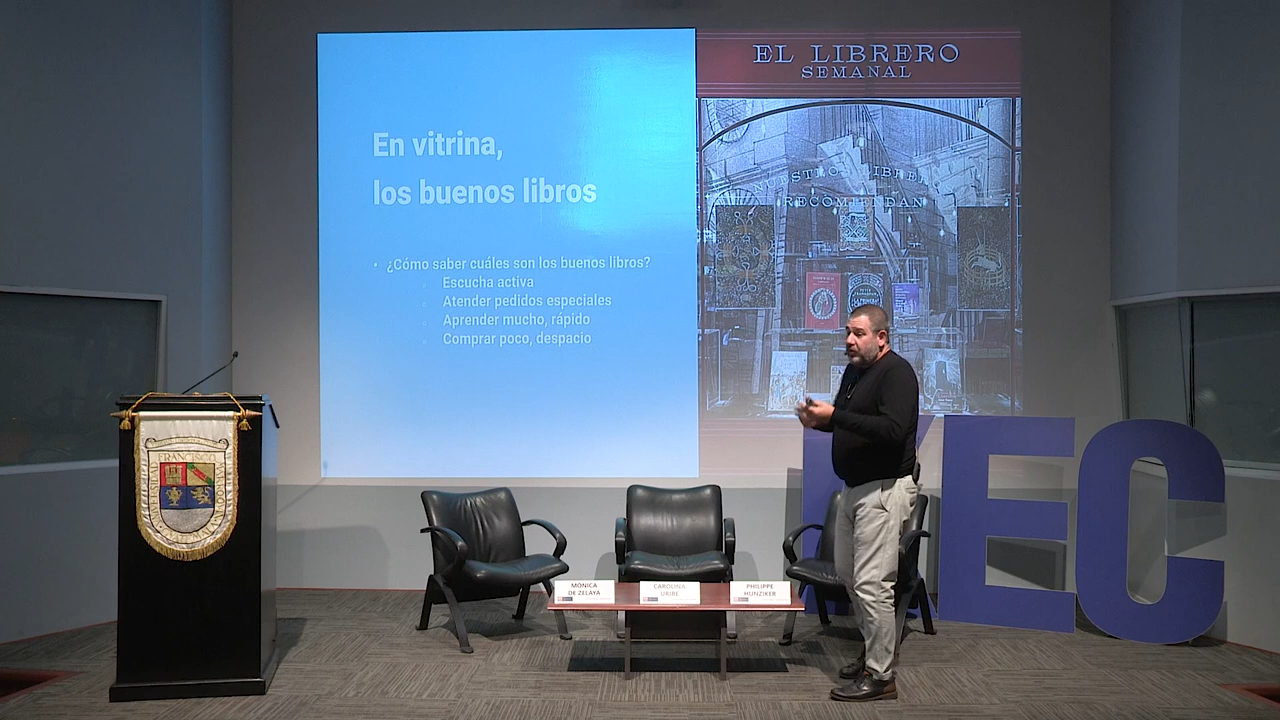 En vitrina,
los buenos libros
• ¿Cómo saber cuáles son los buenos libros?
Escucha activa
Atender pedidos especiales
Aprender mucho, rápido
Comprar poco, despacio
EL LIBRERO
SEMANAL
RECOMIENDAN
FRANCISCO
MÓNICA
DE ZELAYA
CAROLINA
URIBE
PHILIPPE
HUNZIKER
EC